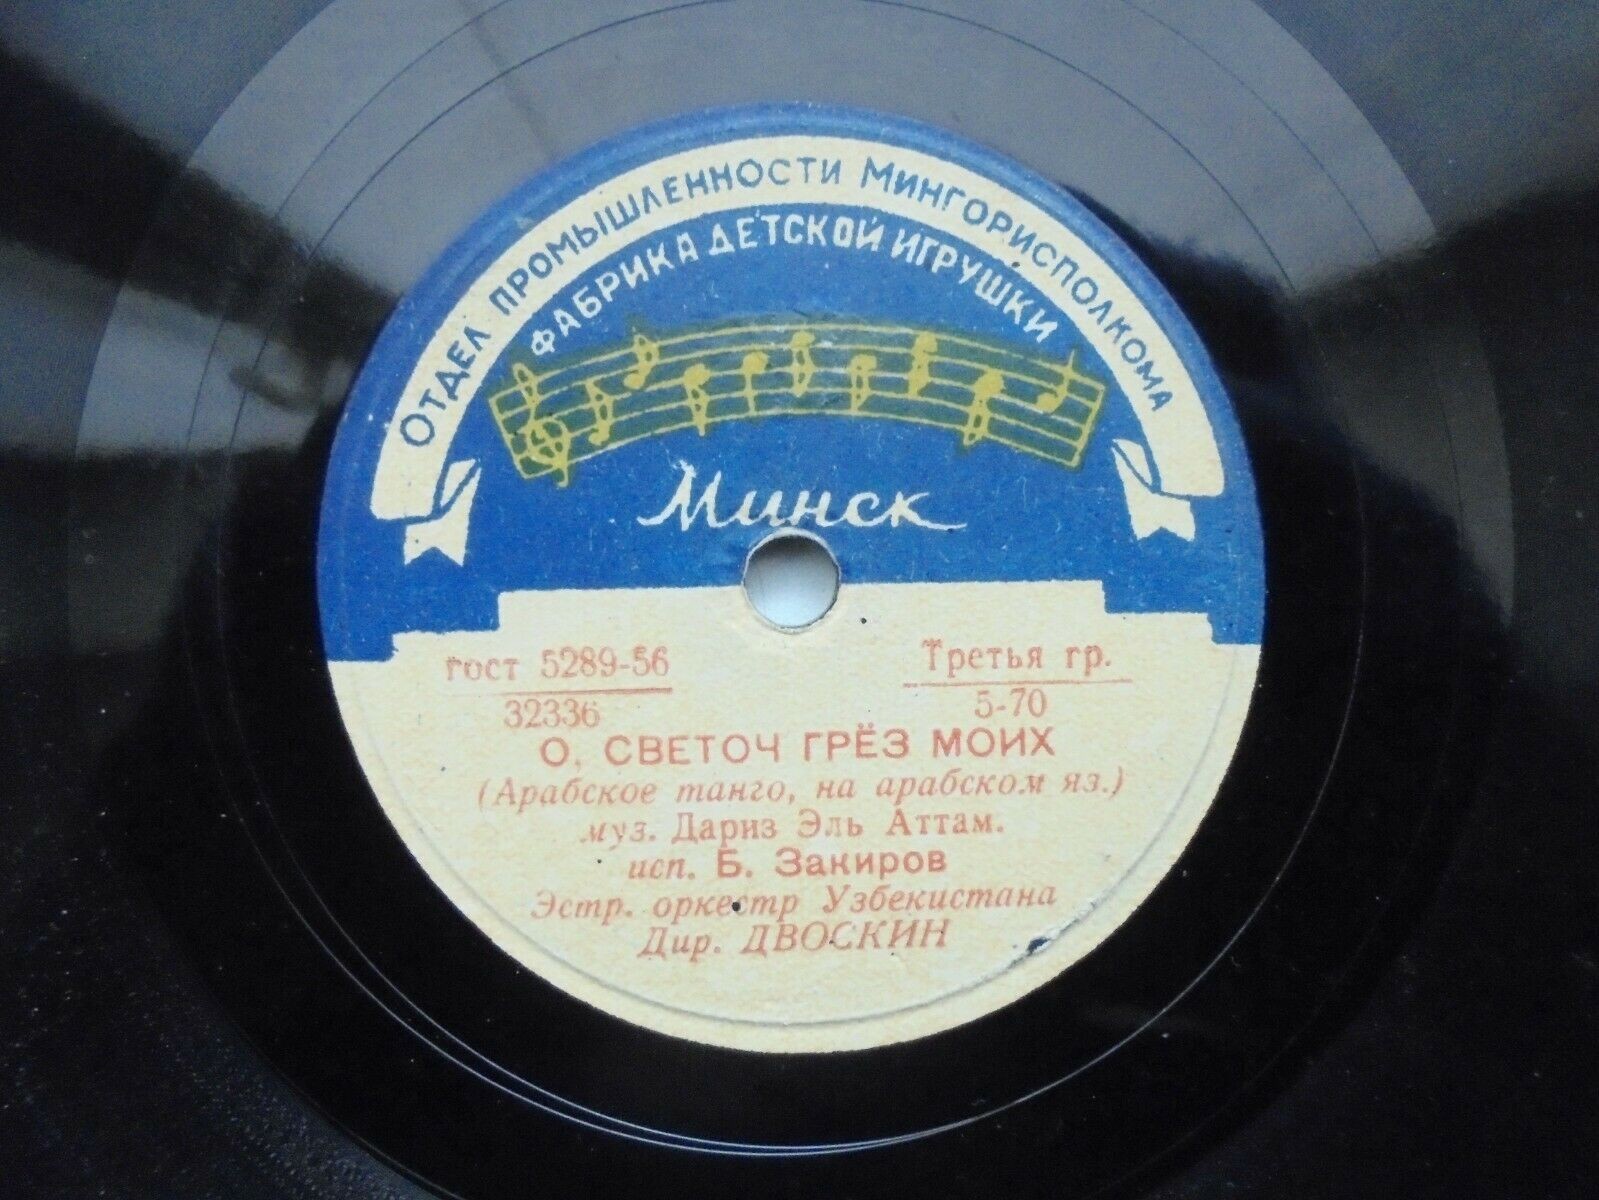 Отдел промышленности Мингорисполкома
ФАБРИКА ДЕТСКОЙ ИГРУШКИ
Минск
гост 5289-56
32336
Третья гр.
5-70
О, СВЕТОЧ ГРЁЗ МОИХ
(Арабское танго, на арабском яз.)
муз. Дариз Эль Аттам.
исп. Б. Закиров
Эстр. оркестр Узбекистана
Дир. ДВОСКИН